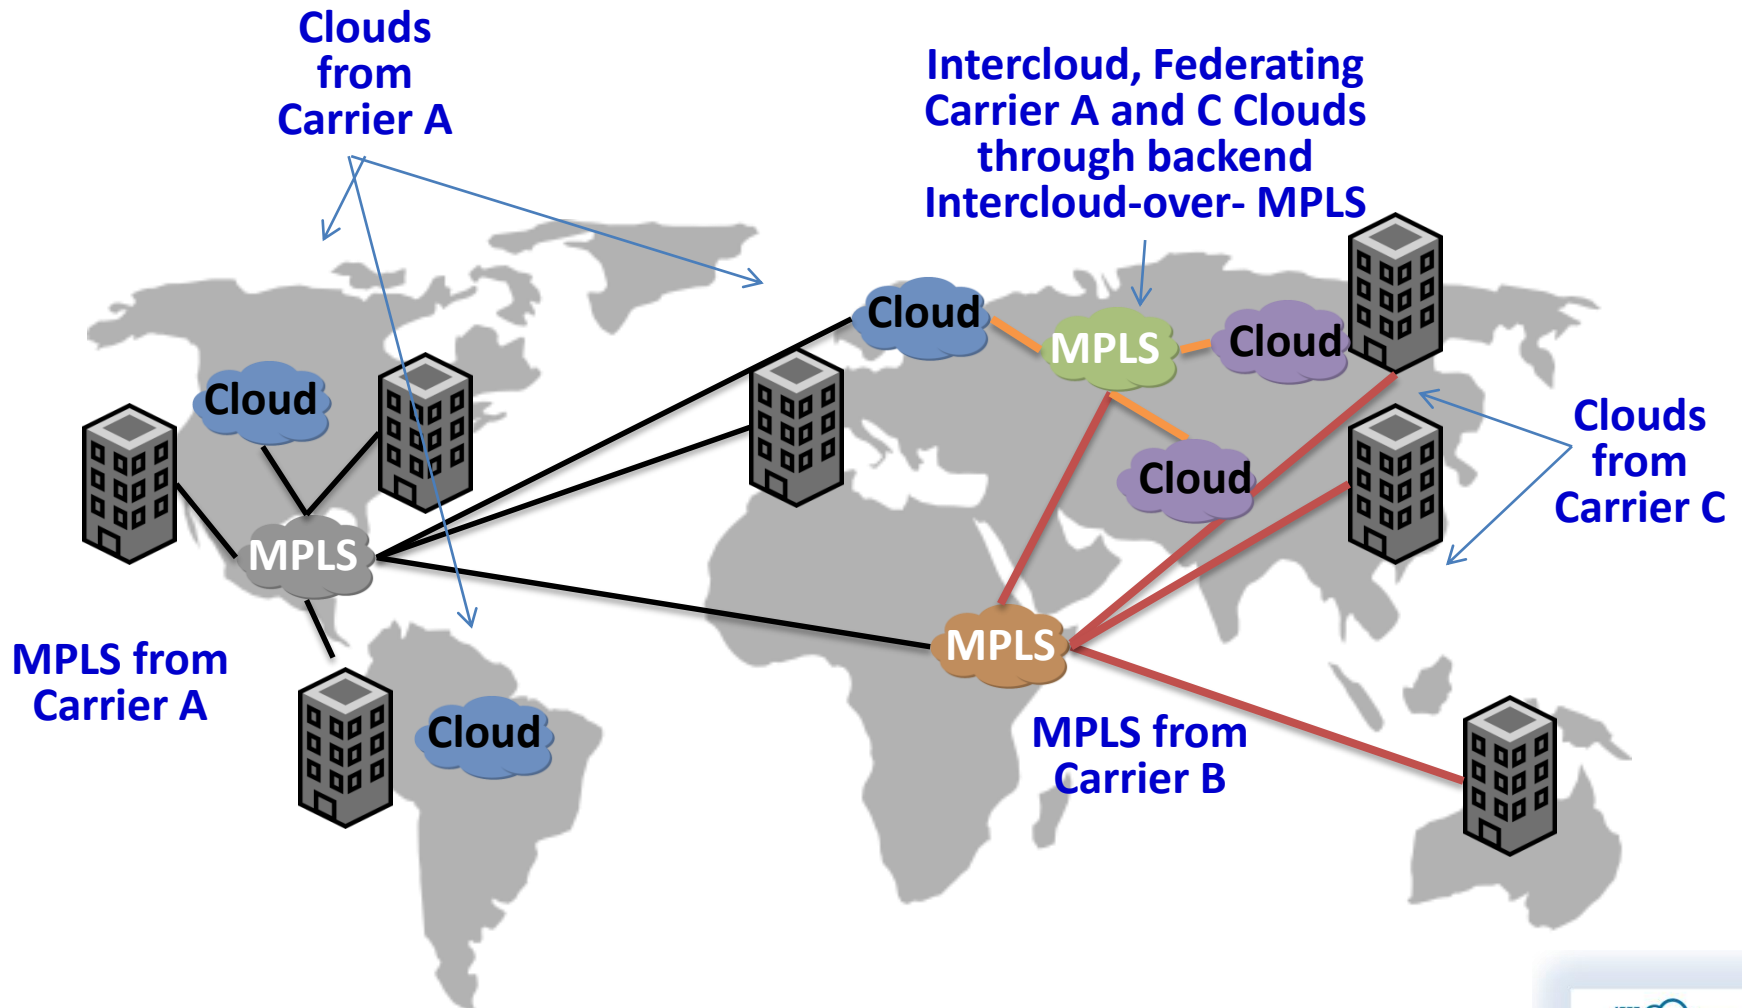 Clouds
from
Carrier A
Intercloud, Federating
Carrier A and C Clouds
through backend
Intercloud-over- MPLS
Cloud
MPLS
Cloud
Cloud
Clouds
from
Carrier C
Cloud
MPLS
MPLS from
Carrier A
MPLS
Cloud
MPLS from
Carrier B